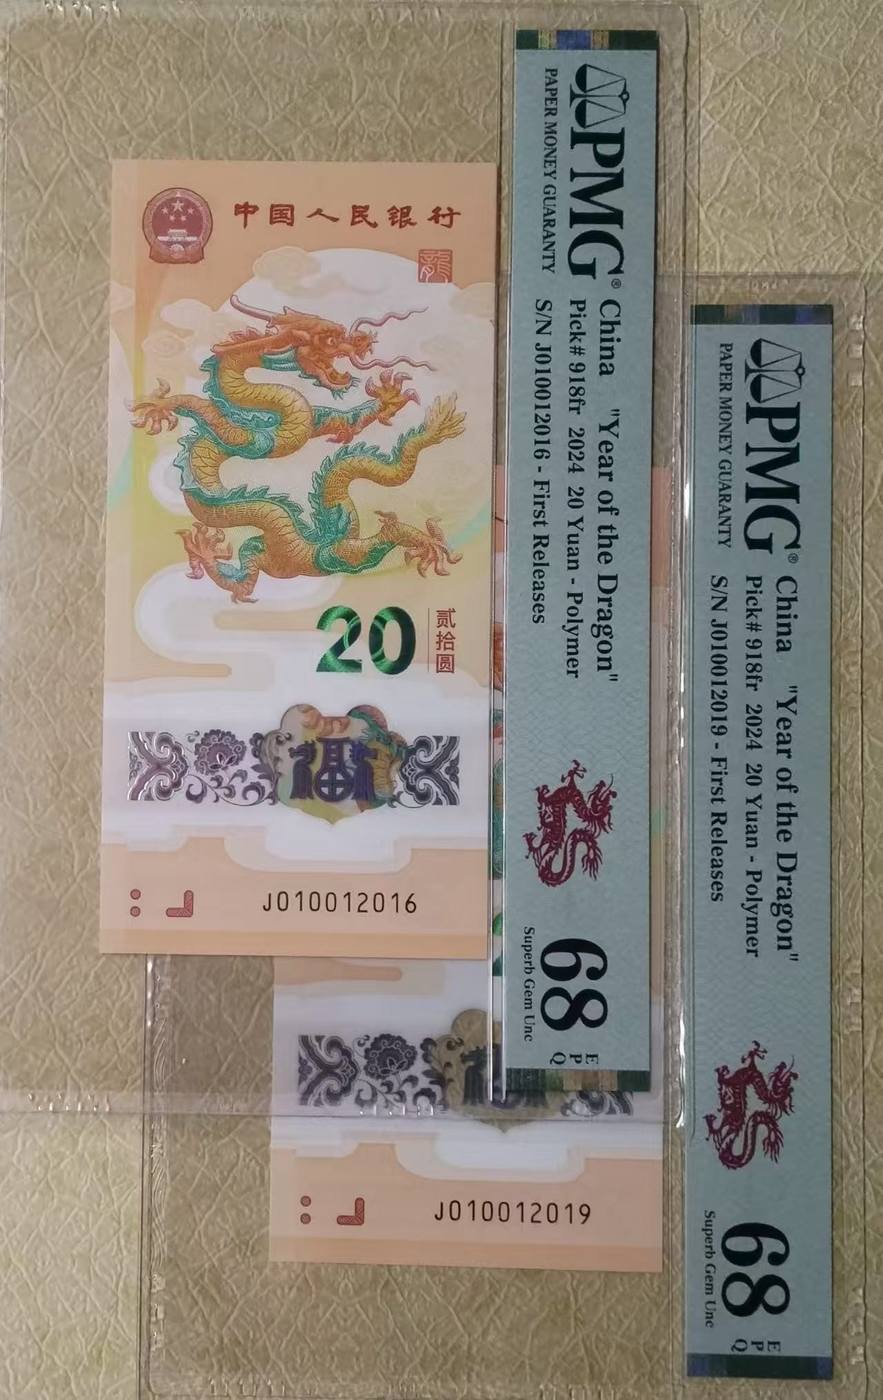 中国人民银行
龍
20
贰拾圆
福
J010012016
PMG®
PAPER MONEY GUARANTY
China "Year of the Dragon"
Pick# 918fr 2024 20 Yuan - Polymer
S/N J010012016 - First Releases
68
EPQ
Superb Gem Unc
J010012019
PMG®
PAPER MONEY GUARANTY
China "Year of the Dragon"
Pick# 918fr 2024 20 Yuan - Polymer
S/N J010012019 - First Releases
68
EPQ
Superb Gem Unc